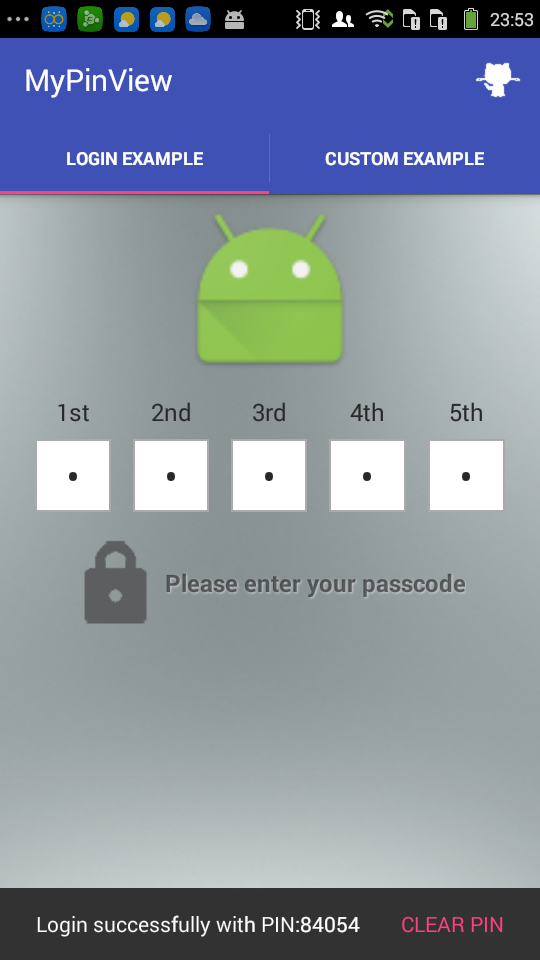 23:53
MyPinView
LOGIN EXAMPLE CUSTOM EXAMPLE
1st 2nd 3rd 4th 5th
Please enter your passcode
Login successfully with PIN:84054 CLEAR PIN